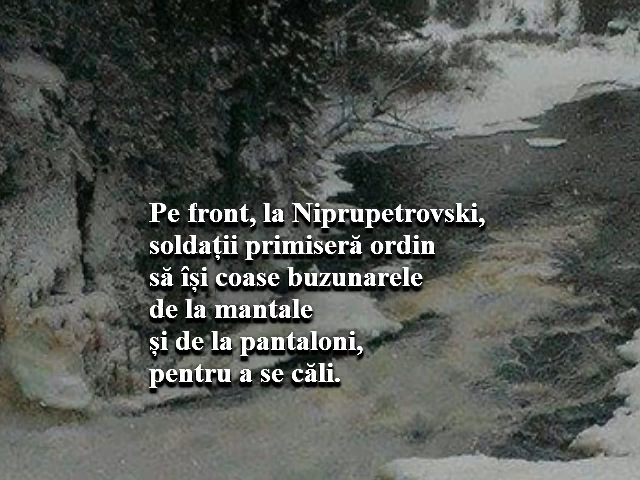 Pe front, la Niprupetrovski,
soldații primiseră ordin
să își coase buzunarele
de la mantale
și de la pantaloni,
pentru a se căli.